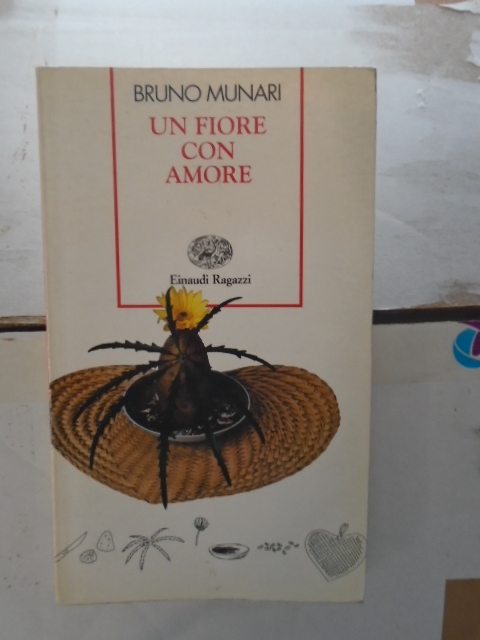 BRUNO MUNARI
UN FIORE
CON
AMORE
Einaudi Ragazzi